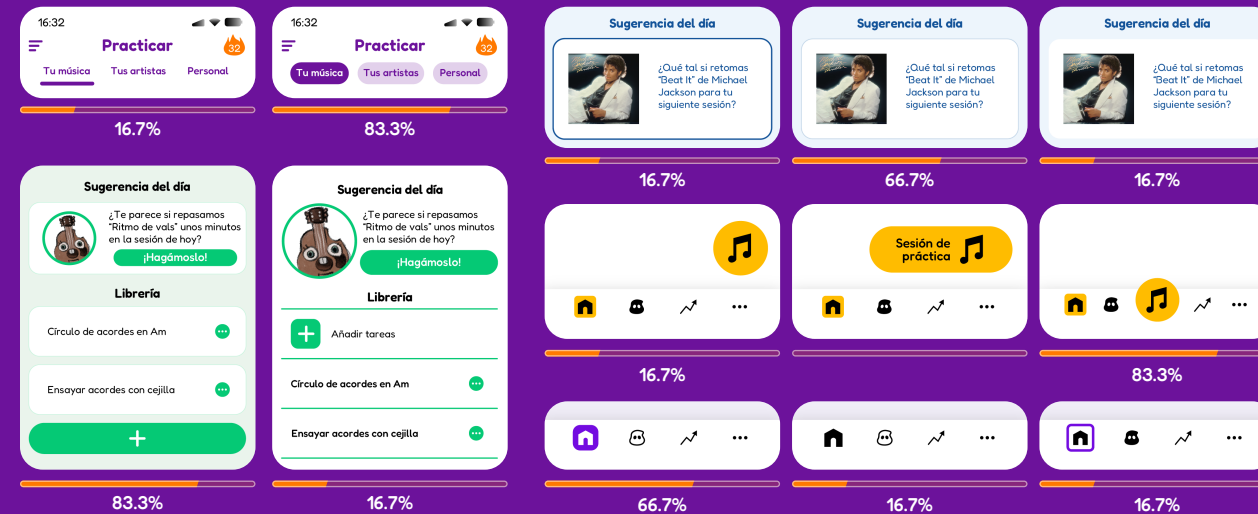 16:32
Practicar
32
Tu música Tus artistas Personal
16.7%
16:32
Practicar
32
Tu música Tus artistas Personal
83.3%
Sugerencia del día
¿Te parece si repasamos
“Ritmo de vals” unos minutos
en la sesión de hoy?
¡Hagámoslo!
Librería
Círculo de acordes en Am
Ensayar acordes con cejilla
83.3%
Sugerencia del día
¿Te parece si repasamos
“Ritmo de vals” unos minutos
en la sesión de hoy?
¡Hagámoslo!
Librería
Añadir tareas
Círculo de acordes en Am
Ensayar acordes con cejilla
16.7%
Sugerencia del día
¿Qué tal si retomas
“Beat It” de Michael
Jackson para tu
siguiente sesión?
16.7%
Sugerencia del día
¿Qué tal si retomas
“Beat It” de Michael
Jackson para tu
siguiente sesión?
66.7%
Sugerencia del día
¿Qué tal si retomas
“Beat It” de Michael
Jackson para tu
siguiente sesión?
16.7%
16.7%
Sesión de
práctica
83.3%
66.7%
16.7%
16.7%